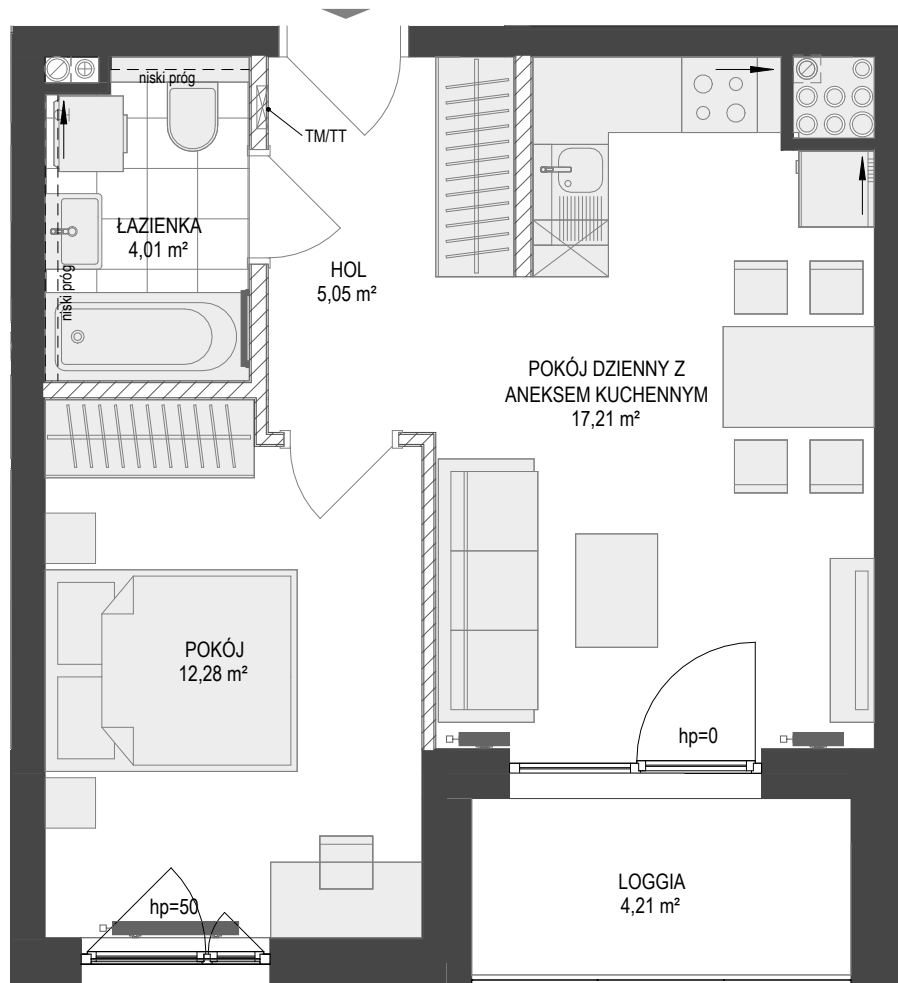 niski próg
TM/TT
ŁAZIENKA
4,01 m²
niski próg
HOL
5,05 m²
POKÓJ DZIENNY Z
ANEKSEM KUCHENNYM
17,21 m²
POKÓJ
12,28 m²
hp=0
hp=50
LOGGIA
4,21 m²